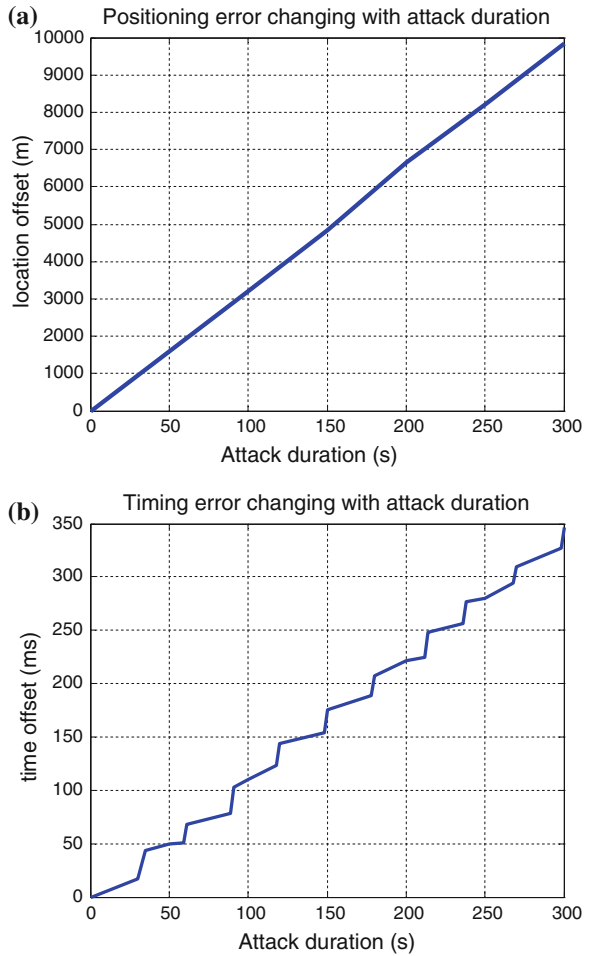 (a) Positioning error changing with attack duration
10000
9000
8000
7000
6000
5000
4000
3000
2000
1000
0
location offset (m)
0 50 100 150 200 250 300
Attack duration (s)
(b) Timing error changing with attack duration
350
300
250
200
150
100
50
0
time offset (ms)
0 50 100 150 200 250 300
Attack duration (s)